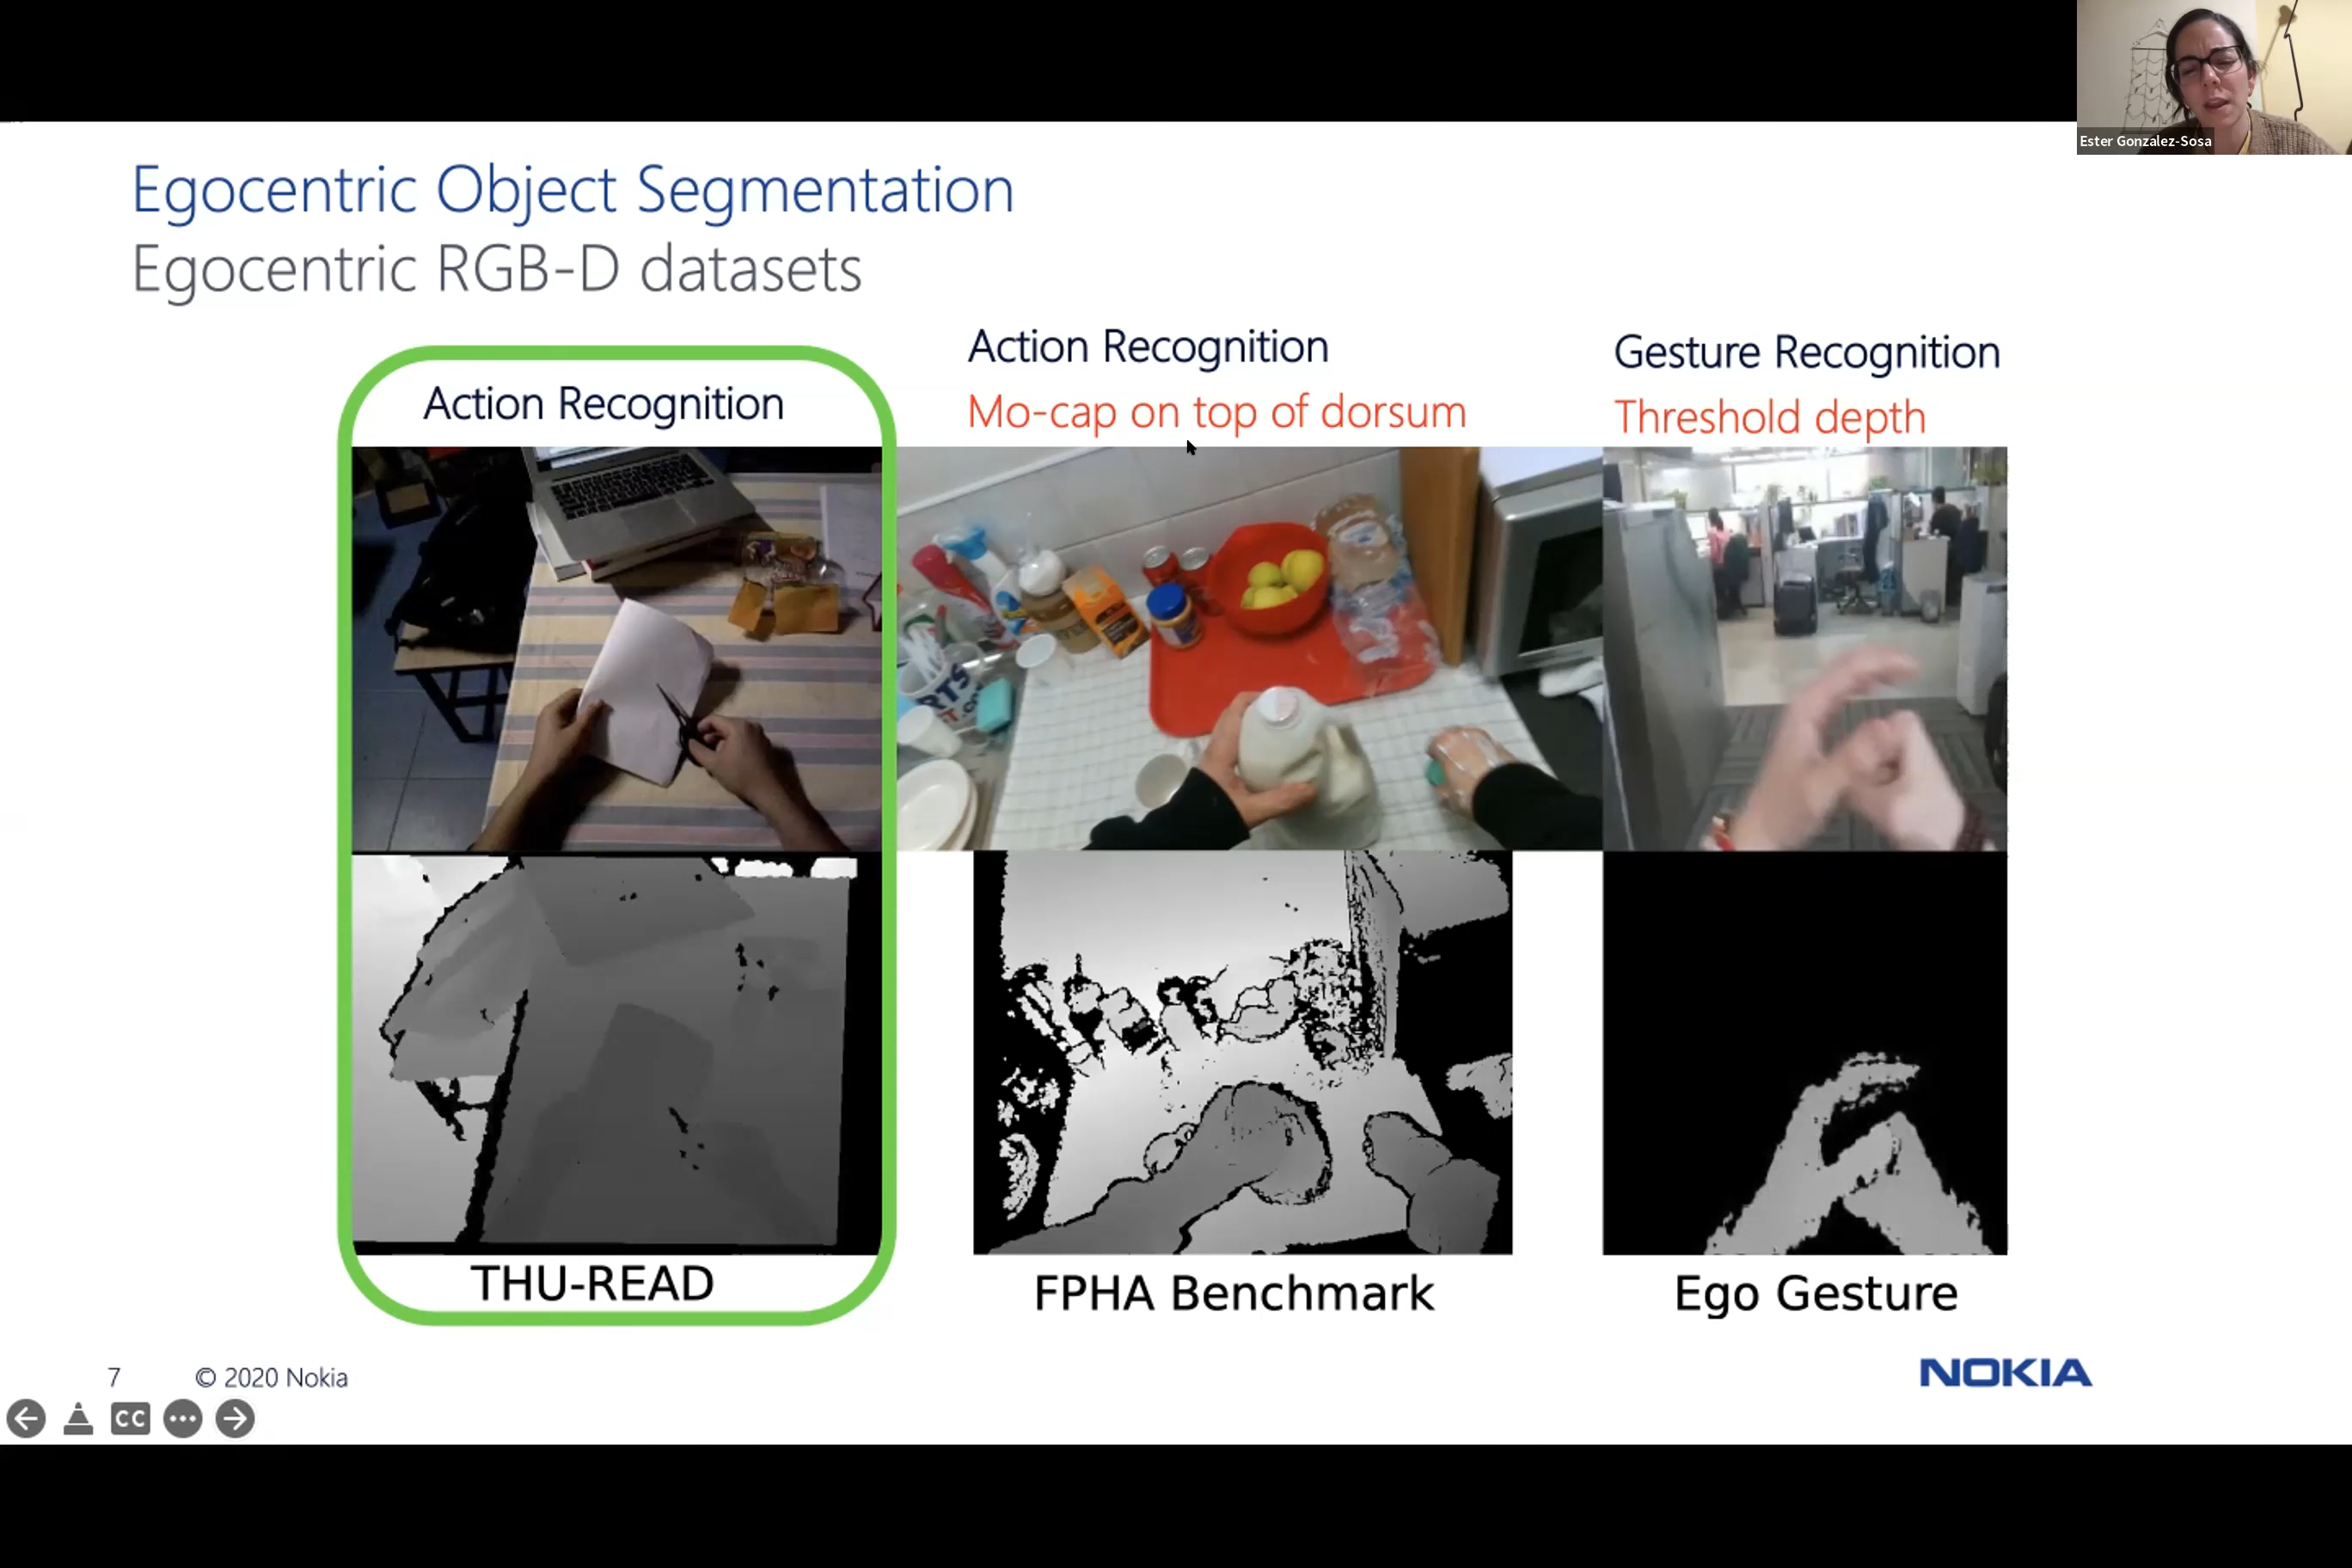 Ester Gonzalez-Sosa
Egocentric Object Segmentation
Egocentric RGB-D datasets
Action Recognition
Action Recognition
Mo-cap on top of dorsum
Gesture Recognition
Threshold depth
THU-READ
FPHA Benchmark
Ego Gesture
7
© 2020 Nokia
NOKIA
CC